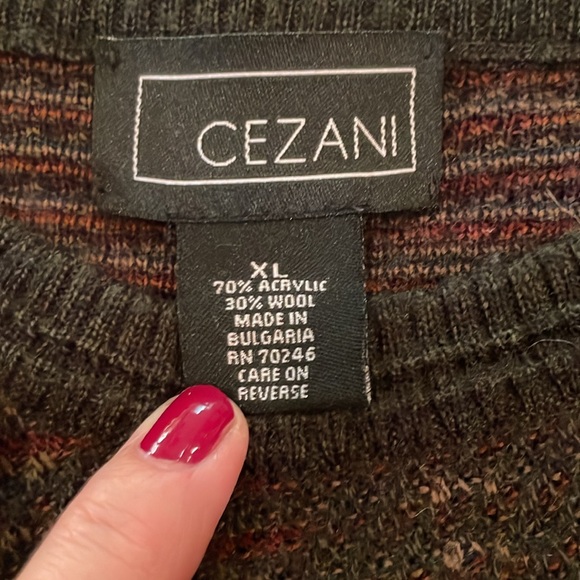 CEZANI
XL
70% ACRYLIC
30% WOOL
MADE IN
BULGARIA
RN 70246
CARE ON
REVERSE